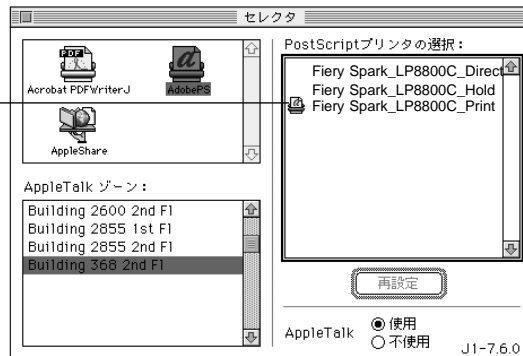 セレクタ
Acrobat PDFWriterJ
AdobePS
AppleShare
AppleTalk ゾーン：
Building 2600 2nd Fl
Building 2855 1st Fl
Building 2855 2nd Fl
Building 368 2nd Fl
PostScriptプリンタの選択：
Fiery Spark_LP8800C_Direct
Fiery Spark_LP8800C_Hold
Fiery Spark_LP8800C_Print
再設定
AppleTalk
使用
不使用
J1-7.6.0